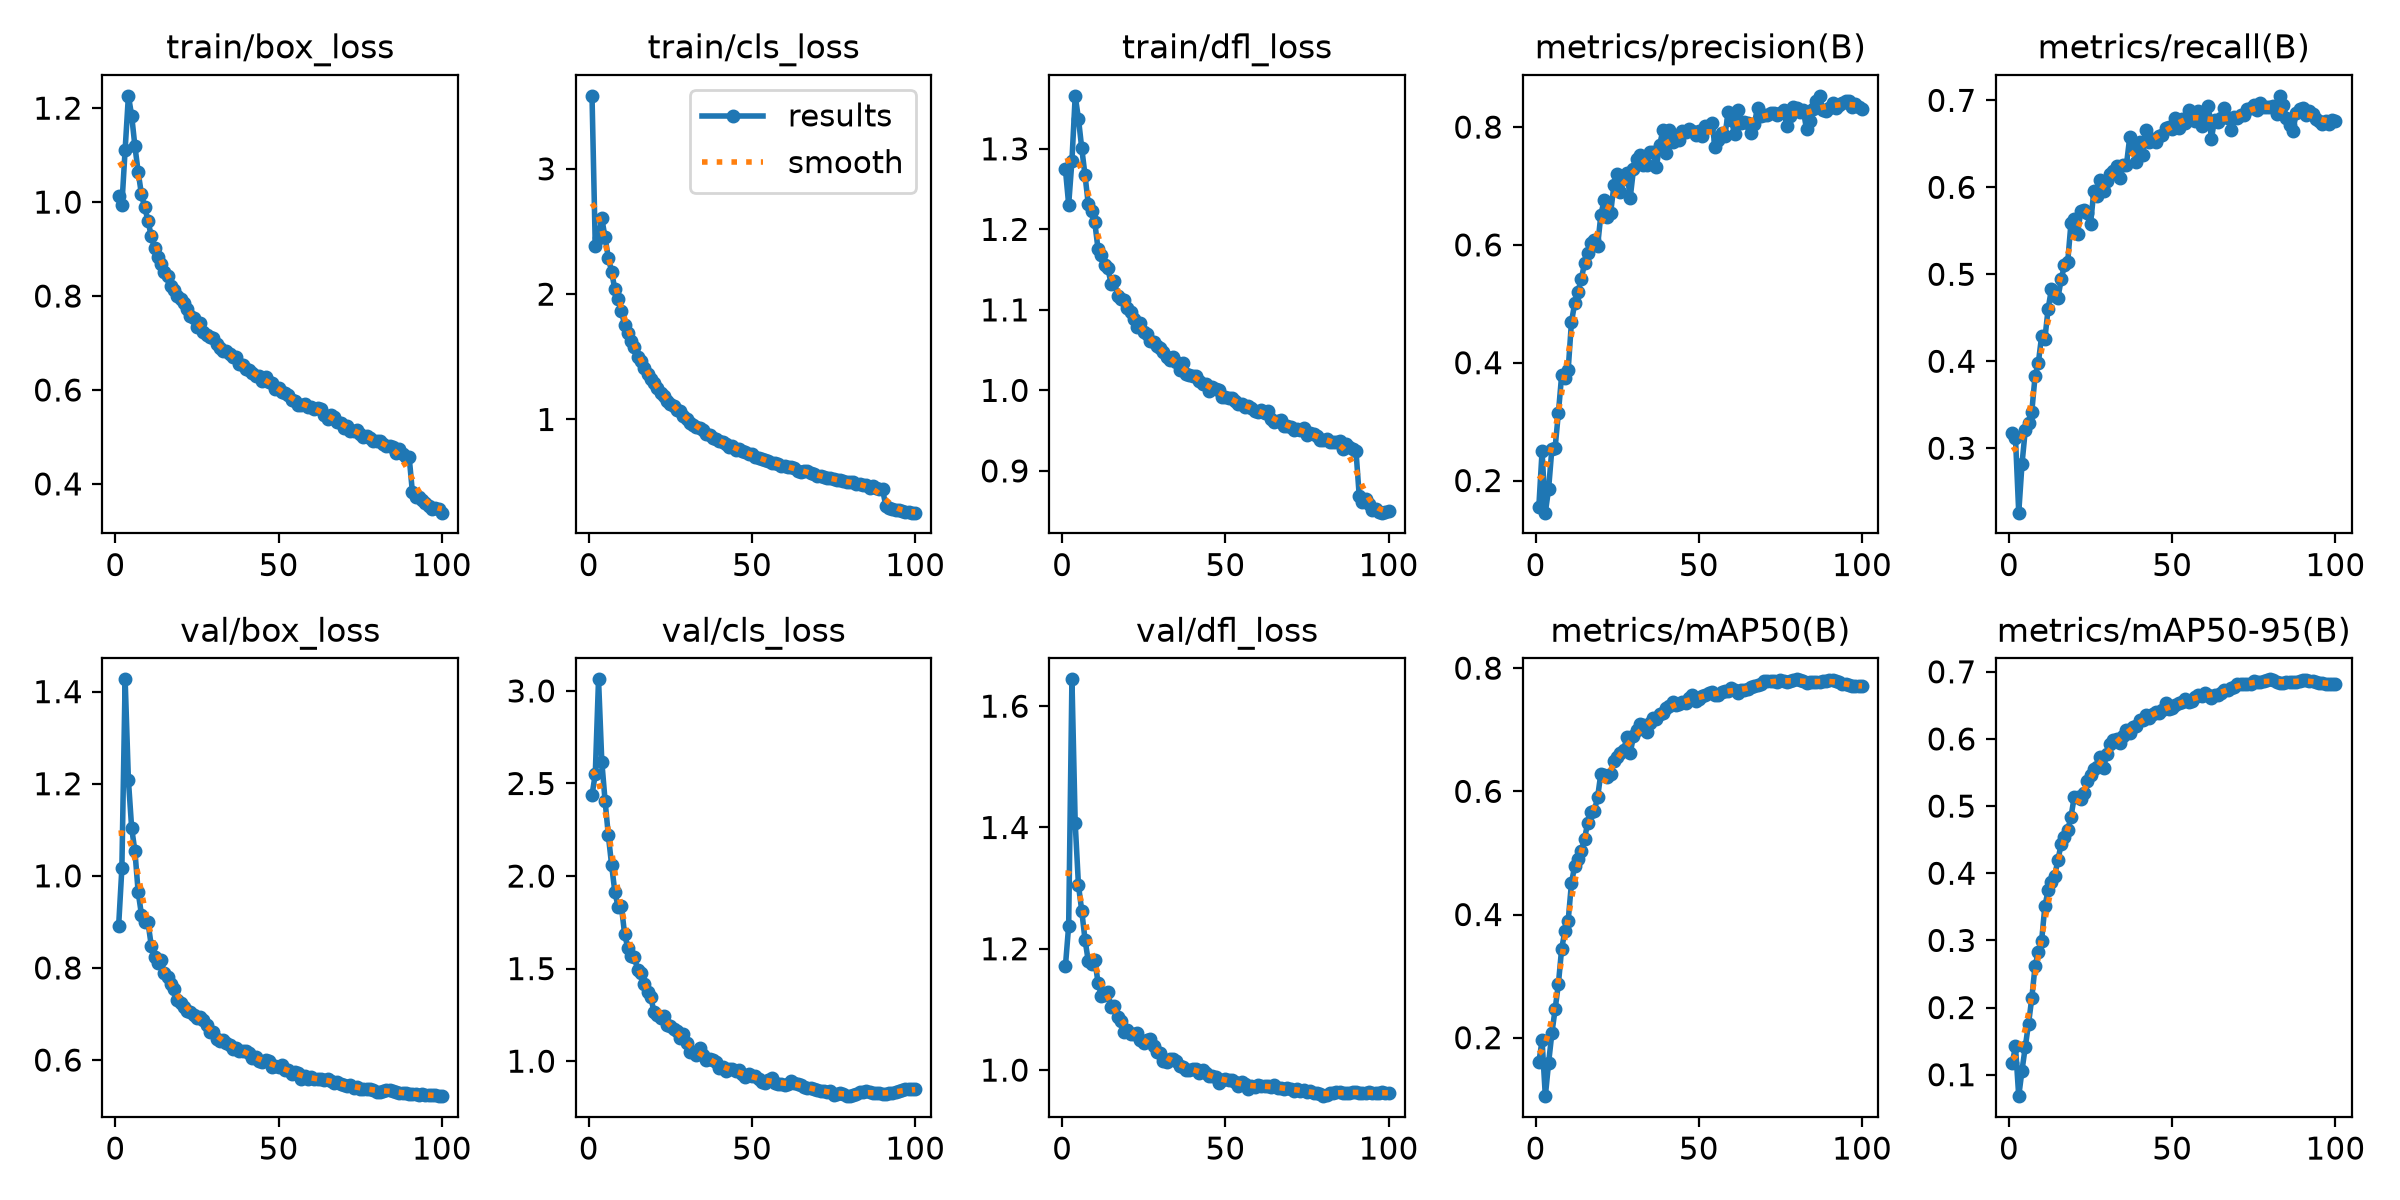 train/box_loss
1.2
1.0
0.8
0.6
0.4
0 50 100
train/cls_loss
results
smooth
3
2
1
0 50 100
train/dfl_loss
1.3
1.2
1.1
1.0
0.9
0 50 100
metrics/precision(B)
0.8
0.6
0.4
0.2
0 50 100
metrics/recall(B)
0.7
0.6
0.5
0.4
0.3
0 50 100
val/box_loss
1.4
1.2
1.0
0.8
0.6
0 50 100
val/cls_loss
3.0
2.5
2.0
1.5
1.0
0 50 100
val/dfl_loss
1.6
1.4
1.2
1.0
0 50 100
metrics/mAP50(B)
0.8
0.6
0.4
0.2
0 50 100
metrics/mAP50-95(B)
0.7
0.6
0.5
0.4
0.3
0.2
0.1
0 50 100